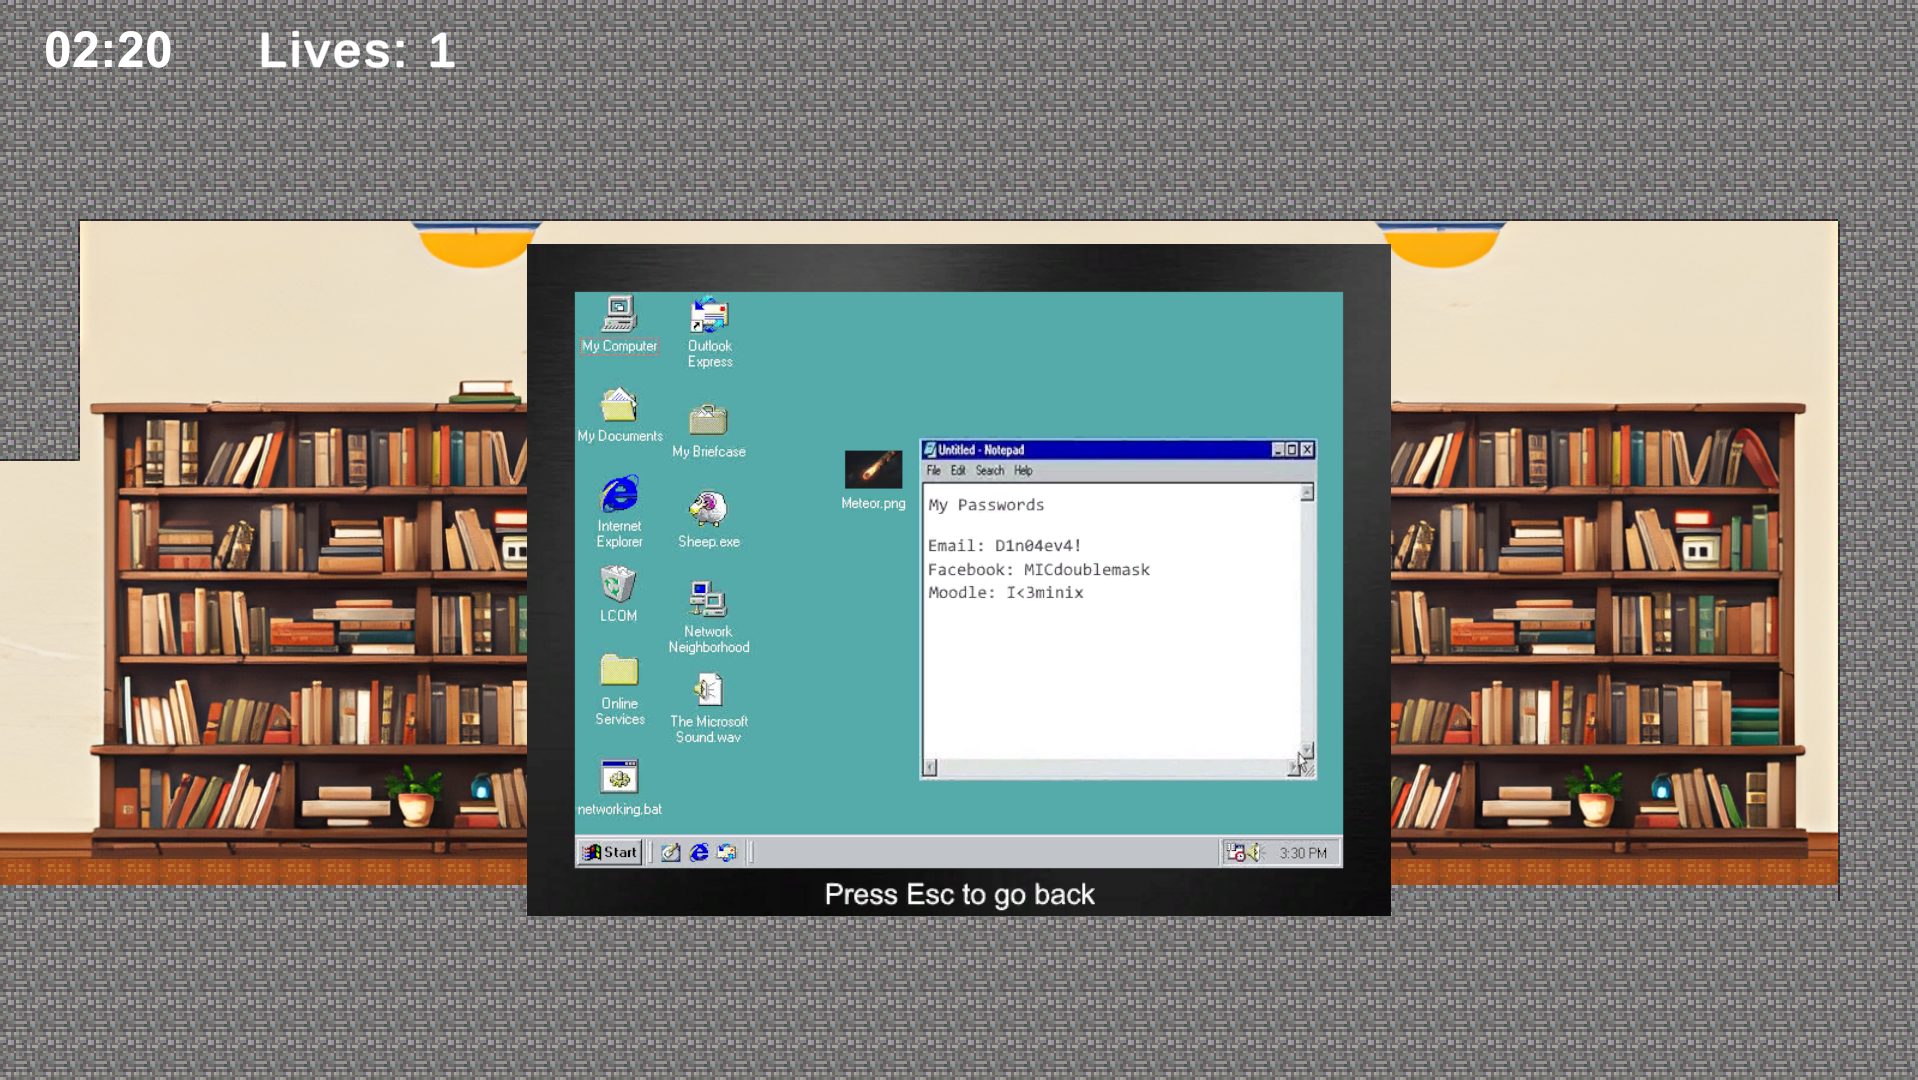 02:20 Lives: 1
My Computer
Outlook
Express
My Documents
My Briefcase
Internet
Explorer
Sheep.exe
LCOM
Network
Neighborhood
Online
Services
The Microsoft
Sound.wav
networking.bat
Meteor.png
Untitled - Notepad
File Edit Search Help
My Passwords
Email: D1n04ev4!
Facebook: MICdoublemask
Moodle: I<3minix
Start
3:30 PM
Press Esc to go back